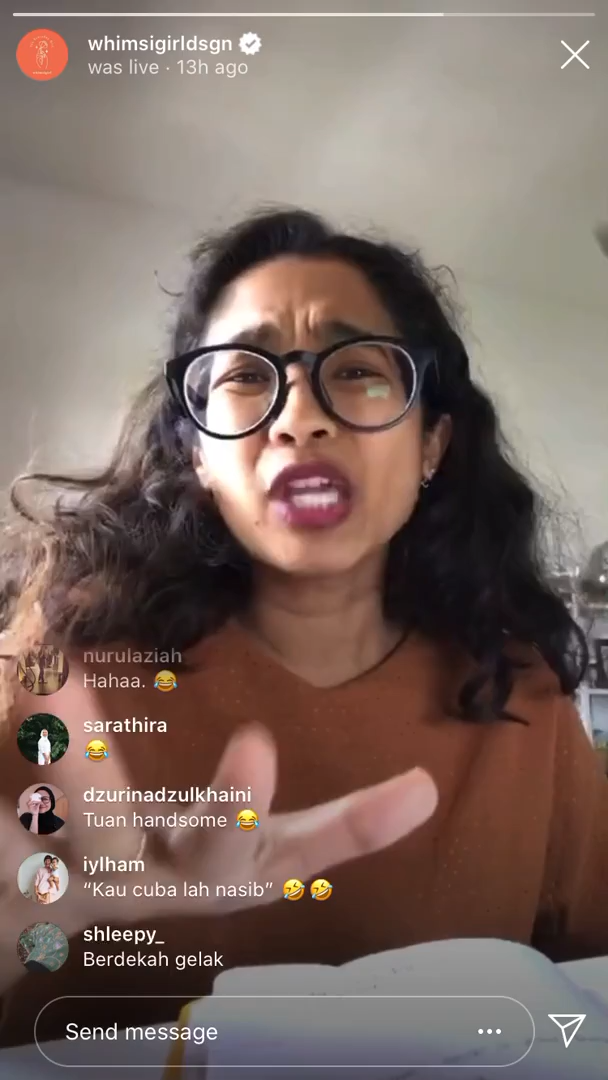 whimsigirldsgn
was live · 13h ago
nurulaziah
Hahaa. 😂
sarathira
😂
dzurinadzulkhaini
Tuan handsome 😂
iylham
“Kau cuba lah nasib” 🤣 🤣
shleepy_
Berdekah gelak
Send message